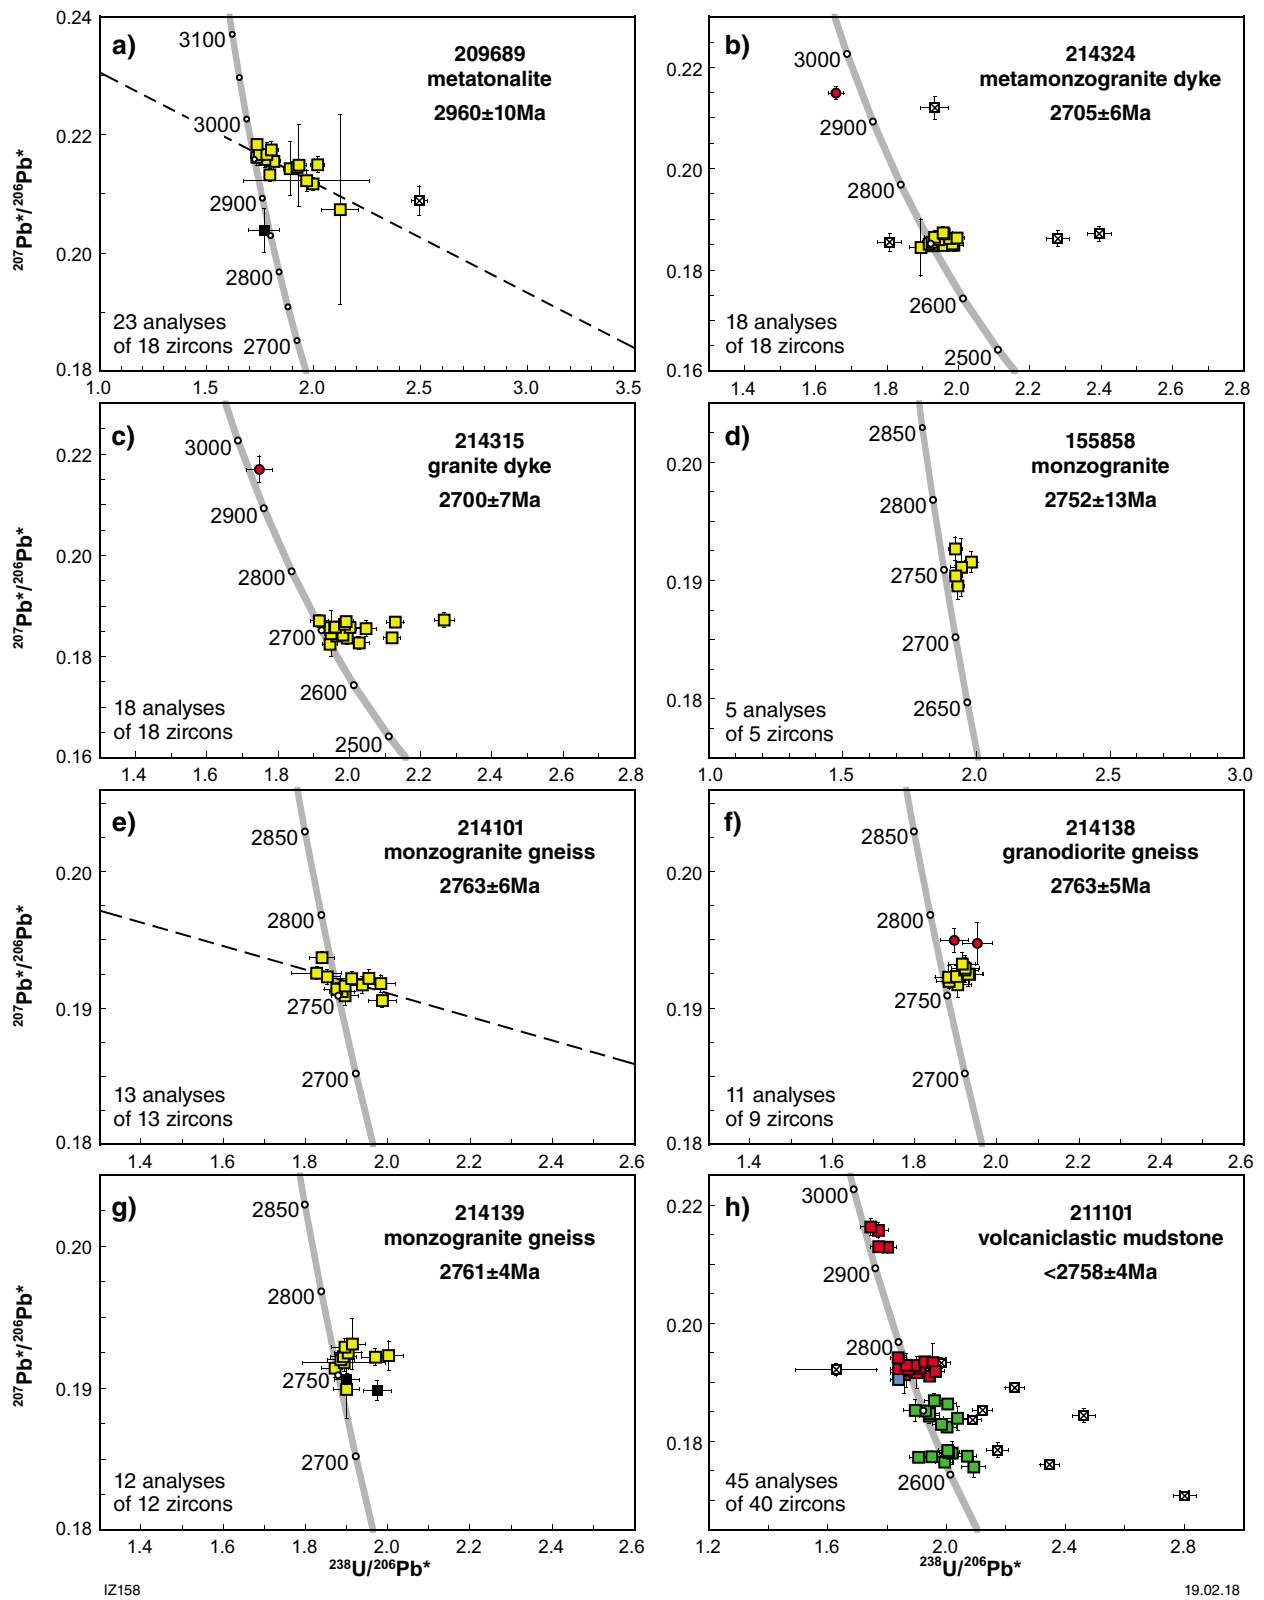 a)
209689
metatonalite
2960±10Ma
3100
3000
2900
2800
2700
23 analyses
of 18 zircons
0.24
0.22
0.20
0.18
1.0 1.5 2.0 2.5 3.0 3.5
²⁰⁷Pb*/²⁰⁶Pb*
b)
214324
metamonzogranite dyke
2705±6Ma
3000
2900
2800
2600
2500
18 analyses
of 18 zircons
0.22
0.20
0.18
0.16
1.4 1.6 1.8 2.0 2.2 2.4 2.6 2.8
c)
214315
granite dyke
2700±7Ma
3000
2900
2800
2700
2600
2500
18 analyses
of 18 zircons
0.22
0.20
0.18
0.16
1.4 1.6 1.8 2.0 2.2 2.4 2.6 2.8
²⁰⁷Pb*/²⁰⁶Pb*
d)
155858
monzogranite
2752±13Ma
2850
2800
2750
2700
2650
5 analyses
of 5 zircons
0.20
0.19
0.18
1.0 1.5 2.0 2.5 3.0
e)
214101
monzogranite gneiss
2763±6Ma
2850
2800
2750
2700
13 analyses
of 13 zircons
0.20
0.19
0.18
1.4 1.6 1.8 2.0 2.2 2.4 2.6
²⁰⁷Pb*/²⁰⁶Pb*
f)
214138
granodiorite gneiss
2763±5Ma
2850
2800
2750
2700
11 analyses
of 9 zircons
0.20
0.19
0.18
1.4 1.6 1.8 2.0 2.2 2.4 2.6
g)
214139
monzogranite gneiss
2761±4Ma
2850
2800
2750
2700
12 analyses
of 12 zircons
0.20
0.19
0.18
1.4 1.6 1.8 2.0 2.2 2.4 2.6
²⁰⁷Pb*/²⁰⁶Pb*
²³⁸U/²⁰⁶Pb*
h)
211101
volcaniclastic mudstone
<2758±4Ma
3000
2900
2800
2600
45 analyses
of 40 zircons
0.22
0.20
0.18
1.2 1.6 2.0 2.4 2.8
²³⁸U/²⁰⁶Pb*
IZ158
19.02.18